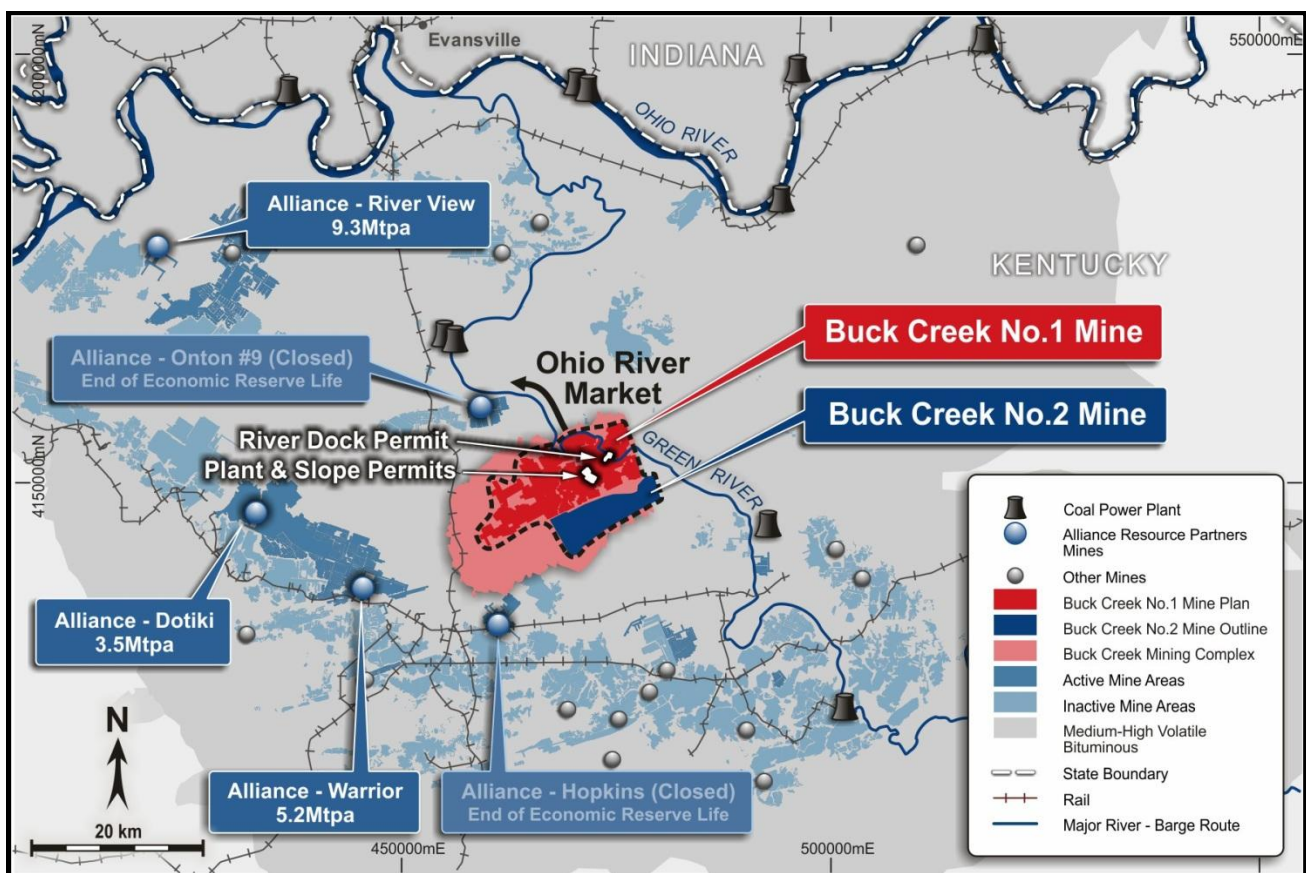 Evansville
INDIANA
550000mE
4200000mN
OHIO RIVER
Alliance - River View
9.3Mtpa
KENTUCKY
Buck Creek No.1 Mine
Alliance - Onton #9 (Closed)
End of Economic Reserve Life
Ohio River
Market
Buck Creek No.2 Mine
River Dock Permit
Plant & Slope Permits
GREEN RIVER
4150000mN
Alliance - Dotiki
3.5Mtpa
Alliance - Warrior
5.2Mtpa
Alliance - Hopkins (Closed)
End of Economic Reserve Life
N
20 km
450000mE
500000mE
Coal Power Plant
Alliance Resource Partners
Mines
Other Mines
Buck Creek No.1 Mine Plan
Buck Creek No.2 Mine Outline
Buck Creek Mining Complex
Active Mine Areas
Inactive Mine Areas
Medium-High Volatile
Bituminous
State Boundary
Rail
Major River - Barge Route